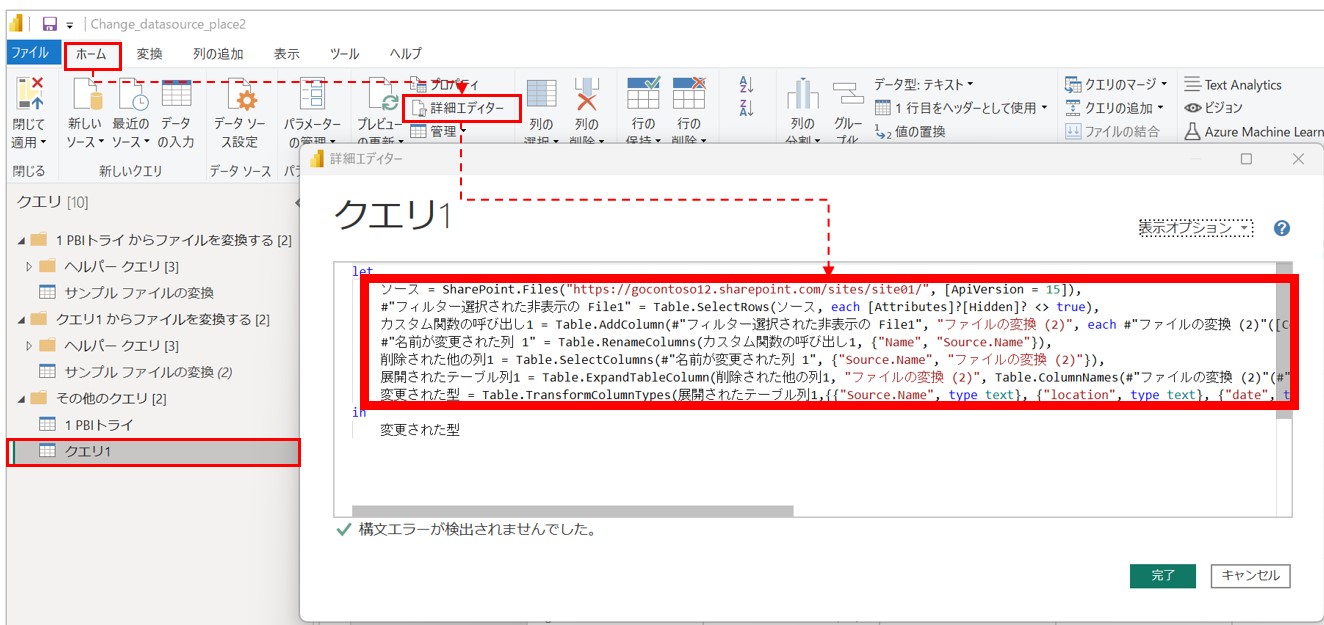 Change_datasource_place2
ファイル ホーム 変換 列の追加 表示 ツール ヘルプ
閉じて
適用
閉じる
新しい
ソース
最近の
ソース
データ
の入力
新しいクエリ
データ ソー
ス設定
データ ソース
パラメーター
の管理
パラ
プレビュー
の更新
プロパティ
詳細エディター
管理
列の
選択
列の
削除
行の
保持
行の
削除
列の
分割
グルー
プ化
データ型: テキスト
1 行目をヘッダーとして使用
値の置換
クエリのマージ
クエリの追加
ファイルの結合
Text Analytics
ビジョン
Azure Machine Learn
クエリ [10]
1 PBIトライ からファイルを変換する [2]
ヘルパー クエリ [3]
サンプル ファイルの変換
クエリ1 からファイルを変換する [2]
ヘルパー クエリ [3]
サンプル ファイルの変換 (2)
その他のクエリ [2]
1 PBIトライ
クエリ1
詳細エディター
クエリ1
表示オプション
?
let
ソース = SharePoint.Files("https://gocontoso12.sharepoint.com/sites/site01/", [ApiVersion = 15]),
#"フィルター選択された非表示の File1" = Table.SelectRows(ソース, each [Attributes]?[Hidden]? <> true),
カスタム関数の呼び出し1 = Table.AddColumn(#"フィルター選択された非表示の File1", "ファイルの変換 (2)", each #"ファイルの変換 (2)"([C
#"名前が変更された列 1" = Table.RenameColumns(カスタム関数の呼び出し1, {"Name", "Source.Name"}),
削除された他の列1 = Table.SelectColumns(#"名前が変更された列 1", {"Source.Name", "ファイルの変換 (2)"}),
展開されたテーブル列1 = Table.ExpandTableColumn(削除された他の列1, "ファイルの変換 (2)", Table.ColumnNames(#"ファイルの変換 (2)"(#"
変更された型 = Table.TransformColumnTypes(展開されたテーブル列1,{{"Source.Name", type text}, {"location", type text}, {"date", t
in
変更された型
構文エラーが検出されませんでした。
完了 キャンセル